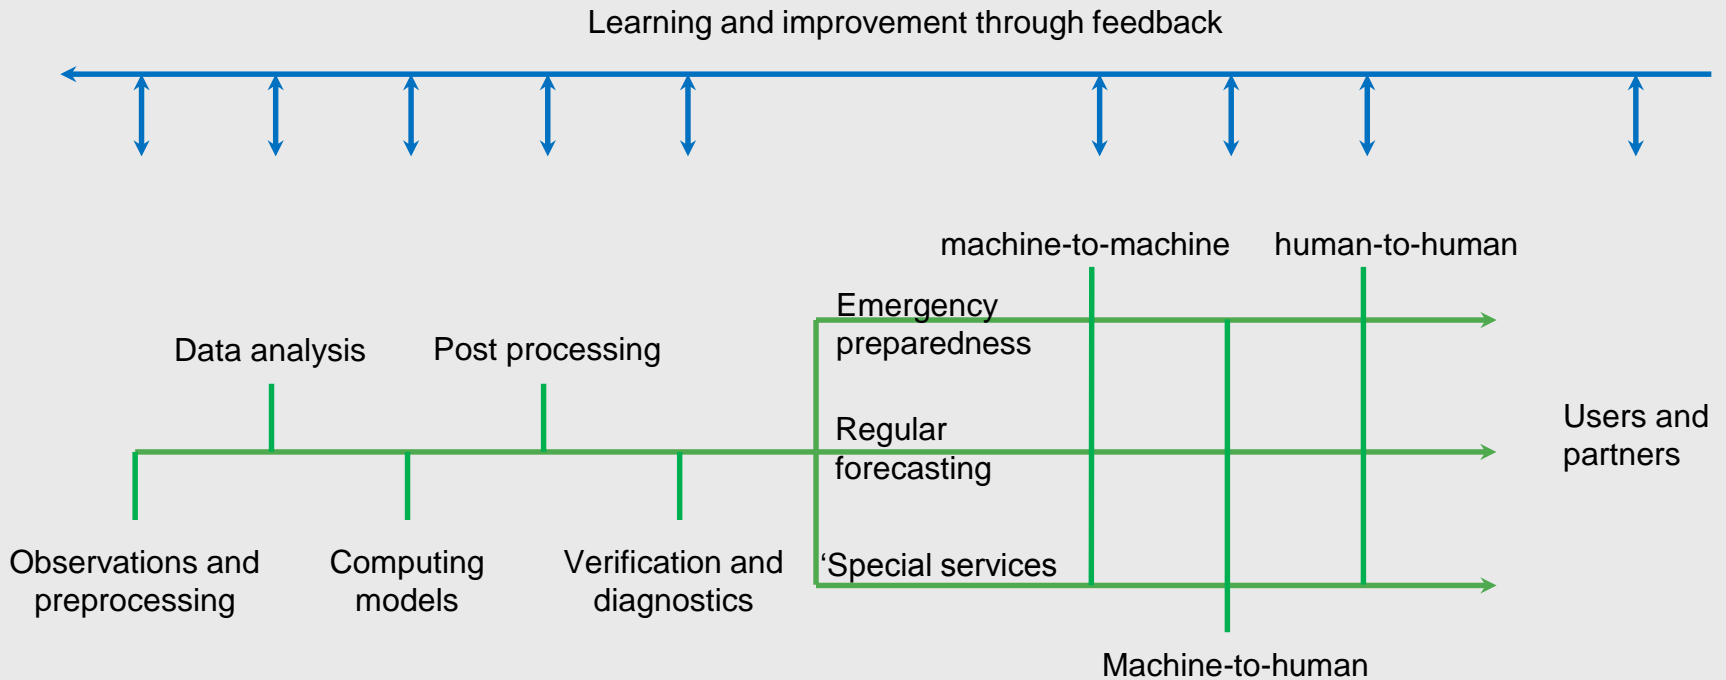 Learning and improvement through feedback
machine-to-machine
human-to-human
Emergency
preparedness
Data analysis
Post processing
Regular
forecasting
Users and
partners
Observations and
preprocessing
Computing
models
Verification and
diagnostics
‘Special services
Machine-to-human